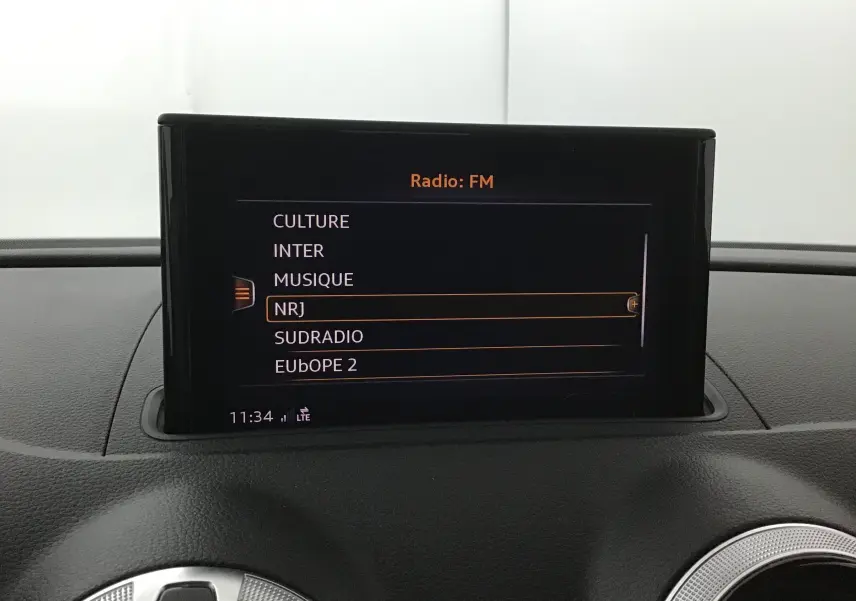 Radio: FM
CULTURE
INTER
MUSIQUE
NRJ
SUDRADIO
EUbOPE 2
11:34 LTE